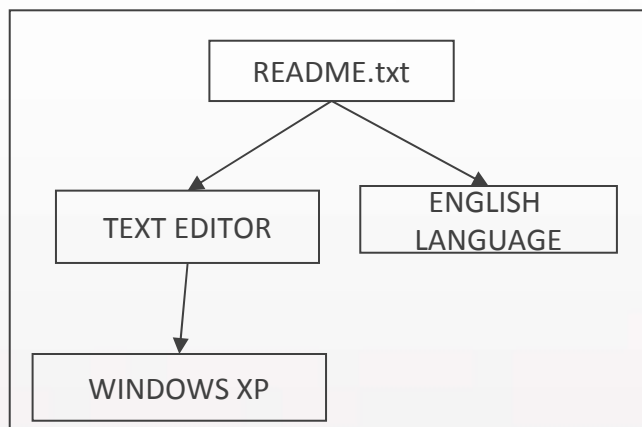 README.txt
TEXT EDITOR
ENGLISH
LANGUAGE
WINDOWS XP